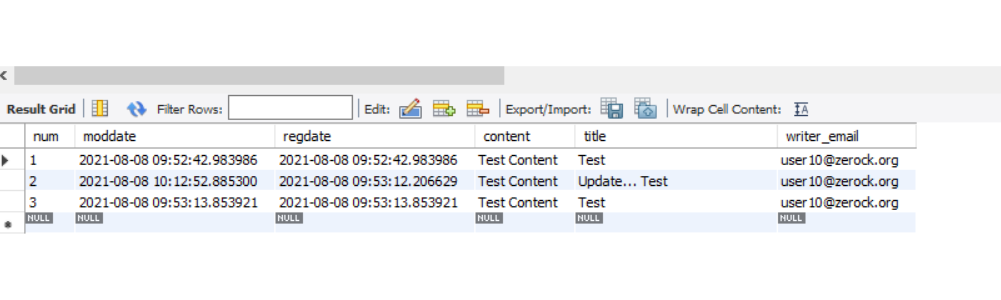 Result Grid Filter Rows: Edit: Export/Import: Wrap Cell Content: IA
num moddate regdate content title writer_email
1 2021-08-08 09:52:42.983986 2021-08-08 09:52:42.983986 Test Content Test user10@zerock.org
2 2021-08-08 10:12:52.885300 2021-08-08 09:53:12.206629 Test Content Update... Test user10@zerock.org
3 2021-08-08 09:53:13.853921 2021-08-08 09:53:13.853921 Test Content Test user10@zerock.org
NULL NULL NULL NULL NULL NULL